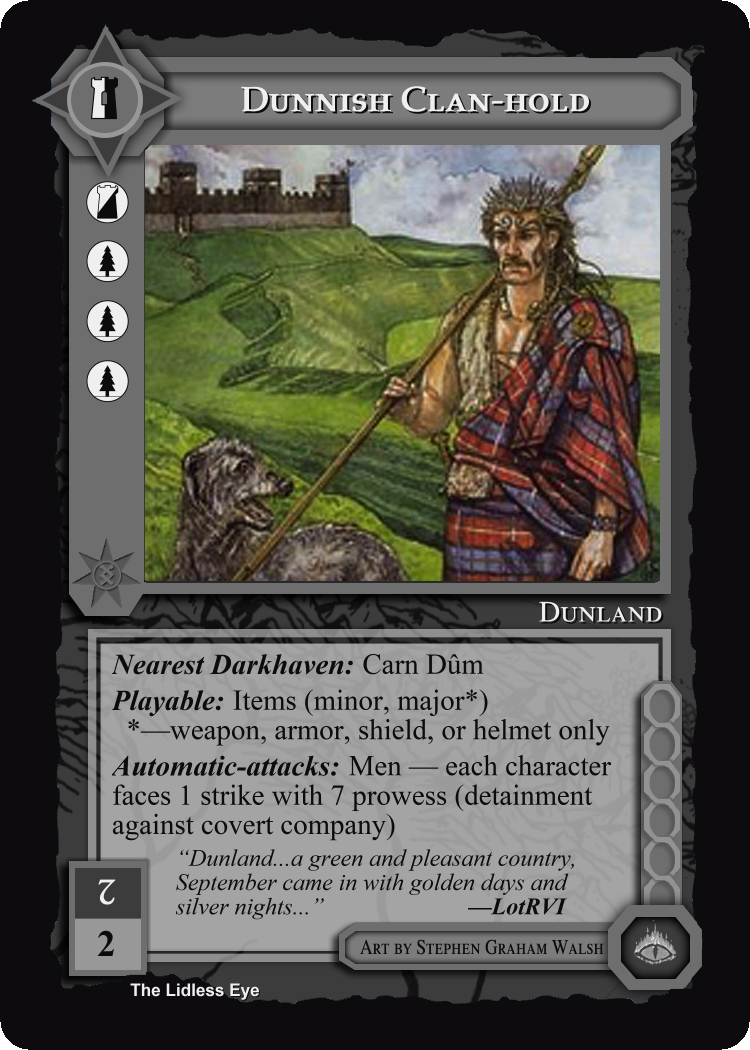 Dunnish Clan-hold
Dunland
Nearest Darkhaven: Carn Dûm
Playable: Items (minor, major*)
*—weapon, armor, shield, or helmet only
Automatic-attacks: Men — each character
faces 1 strike with 7 prowess (detainment
against covert company)
“Dunland...a green and pleasant country,
September came in with golden days and
silver nights...” —LotRVI
2
2
Art by Stephen Graham Walsh
The Lidless Eye